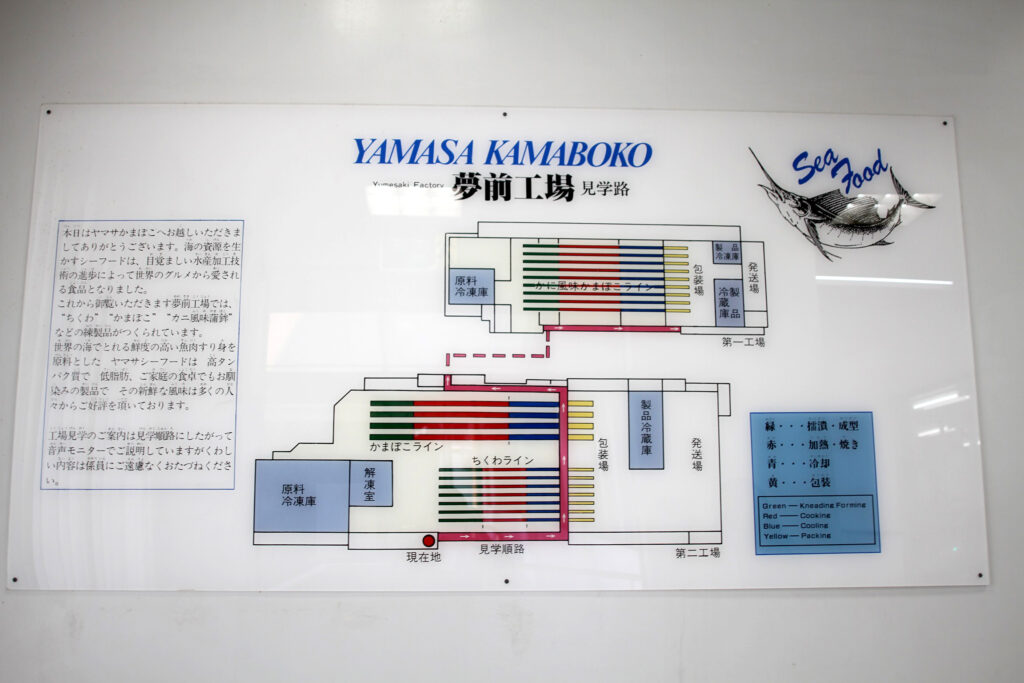 YAMASA KAMABOKO
Yumesaki Factory 夢前工場 見学路
Sea
Food
本日はヤマサかまぼこへお越しいただきま
してありがとうございます。海の資源を生
かすシーフードは、目覚ましい水産加工技
術の進歩によって世界のグルメから愛され
る食品となりました。
これから御覧いただきます夢前工場では、
“ちくわ” “かまぼこ” “カニ風味蒲鉾”
などの練製品がつくられています。
世界の海でとれる鮮度の高い魚肉すり身を
原料とした ヤマサシーフードは 高タン
パク質で 低脂肪、ご家庭の食卓でもお馴
染みの製品で その新鮮な風味は多くの人
々からご好評を頂いております。
工場見学のご案内は見学順路にしたがって
音声モニターでご説明していますがくわし
い内容は係員にご遠慮なくおたづねくださ
い。
原料
冷凍庫
かに風味かまぼこライン
包装場
製品
冷凍庫
冷製
蔵品
庫
発送場
第一工場
かまぼこライン
ちくわライン
原料
冷凍庫
解凍室
包装場
製品冷蔵庫
発送場
現在地
見学順路
第二工場
緑・・・擂潰・成型
赤・・・加熱・焼き
青・・・冷却
黄・・・包装
Green — Kneading Forming
Red — Cooking
Blue — Cooling
Yellow — Packing